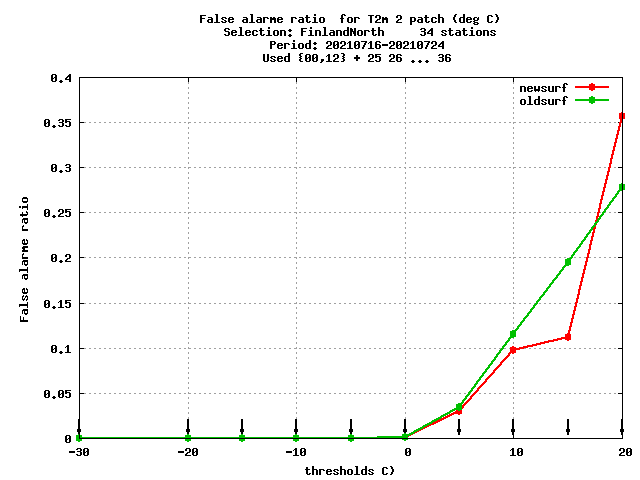 False alarme ratio  for T2m 2 patch (deg C)
Selection: FinlandNorth     34 stations
Period: 20210716-20210724
Used {00,12} + 25 26 ... 36
newsurf
oldsurf
False alarme ratio
0.4
0.35
0.3
0.25
0.2
0.15
0.1
0.05
0
-30 -20 -10 0 10 20
thresholds C)